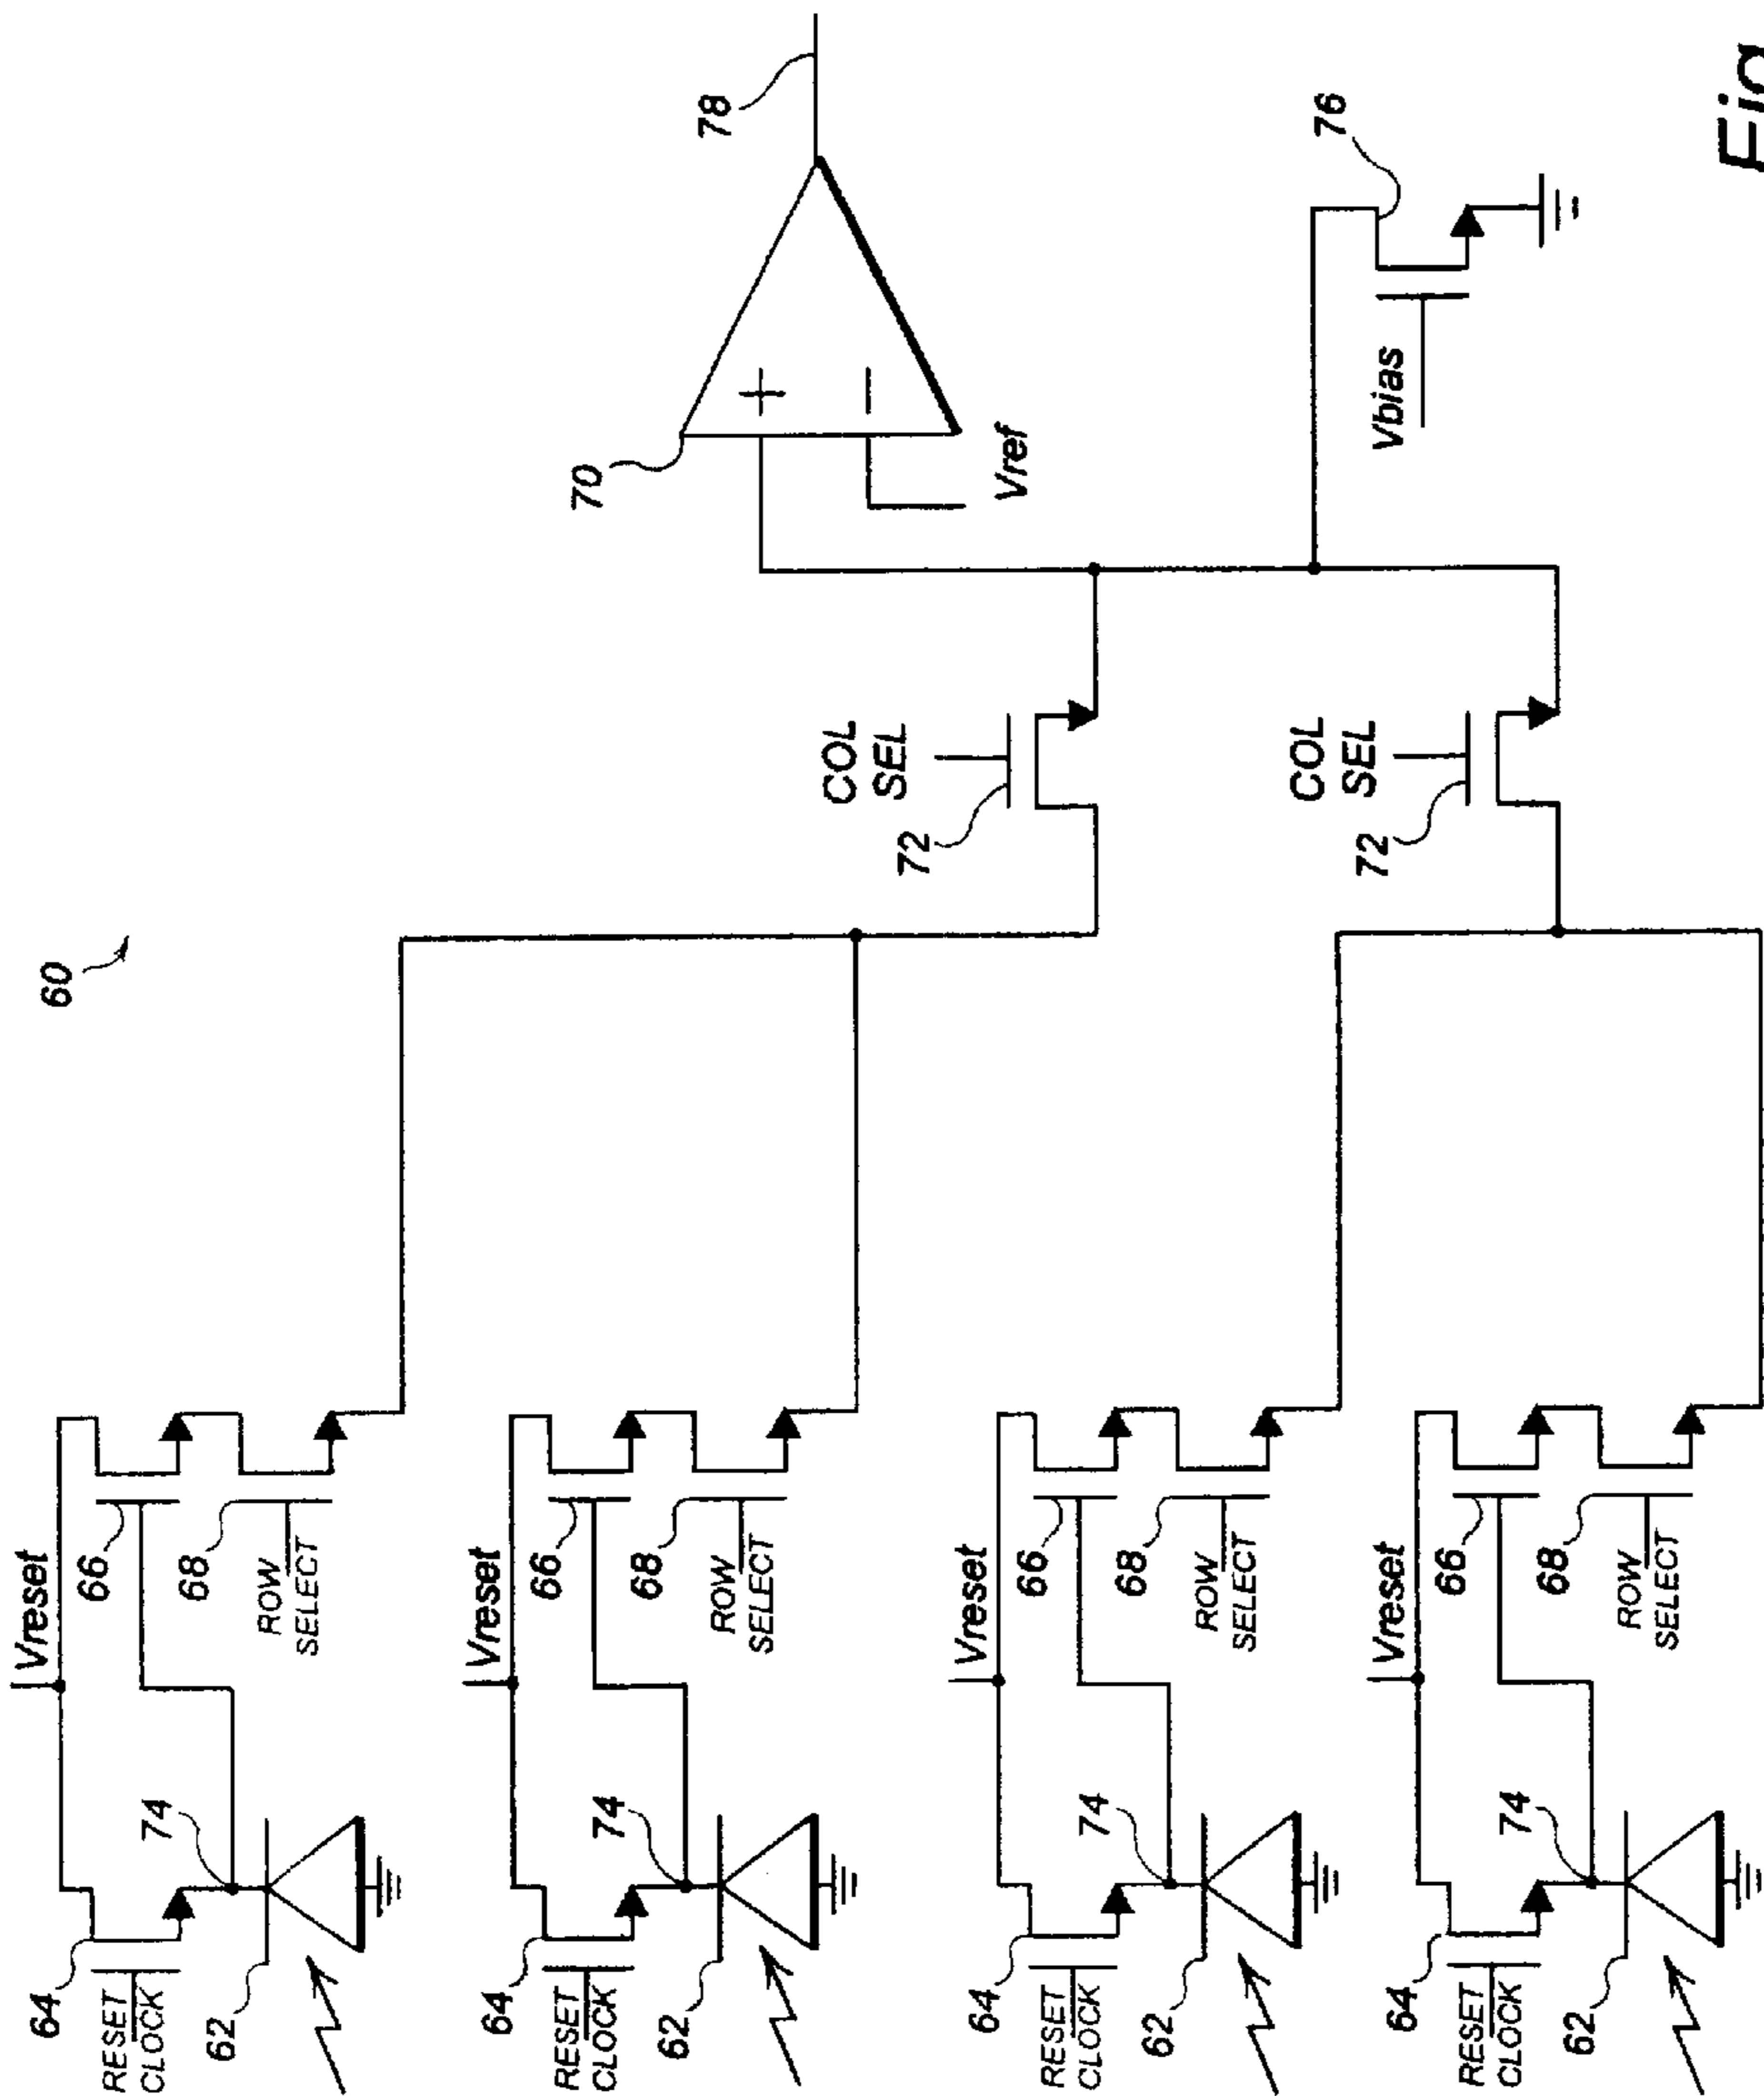 60
Vreset
64
RESET
CLOCK
74
66
68
ROW
SELECT
62
Vreset
64
RESET
CLOCK
74
66
68
ROW
SELECT
62
Vreset
64
RESET
CLOCK
74
66
68
ROW
SELECT
62
Vreset
64
RESET
CLOCK
74
66
68
ROW
SELECT
62
COL
SEL
72
COL
SEL
72
70
+
−
78
Vref
76
Vbias
Fig